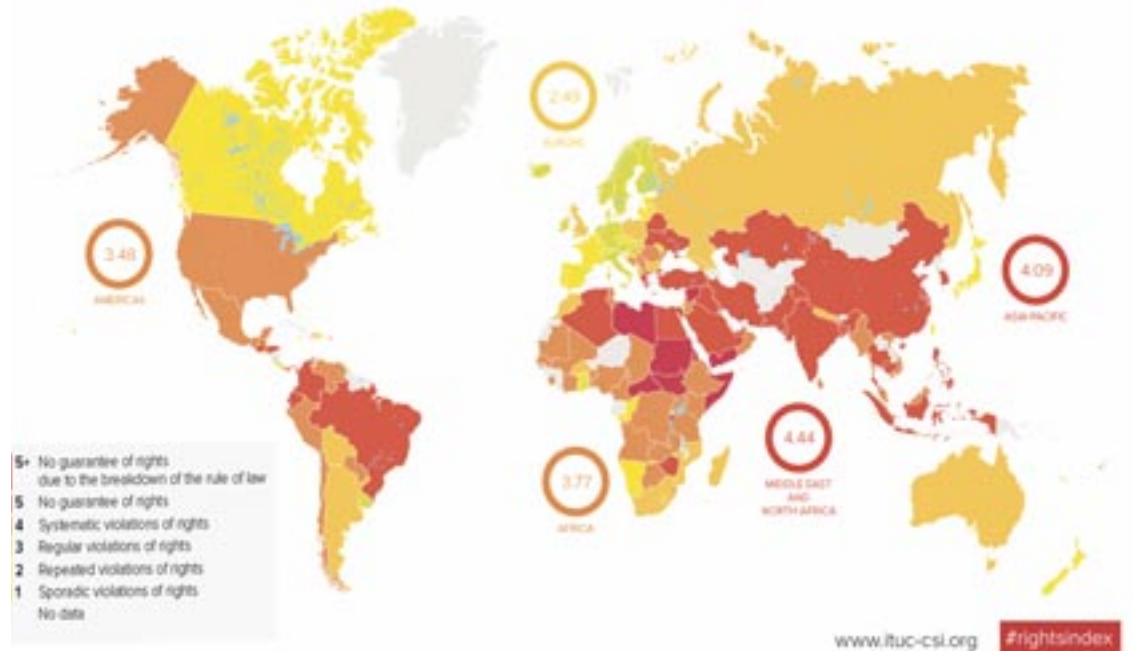 2.49
EUROPE
3.48
AMERICAS
4.09
ASIA-PACIFIC
4.44
MIDDLE EAST
AND
NORTH AFRICA
3.77
AFRICA
5+ No guarantee of rights
due to the breakdown of the rule of law
5 No guarantee of rights
4 Systematic violations of rights
3 Regular violations of rights
2 Repeated violations of rights
1 Sporadic violations of rights
No data
www.ituc-csi.org #rightsindex